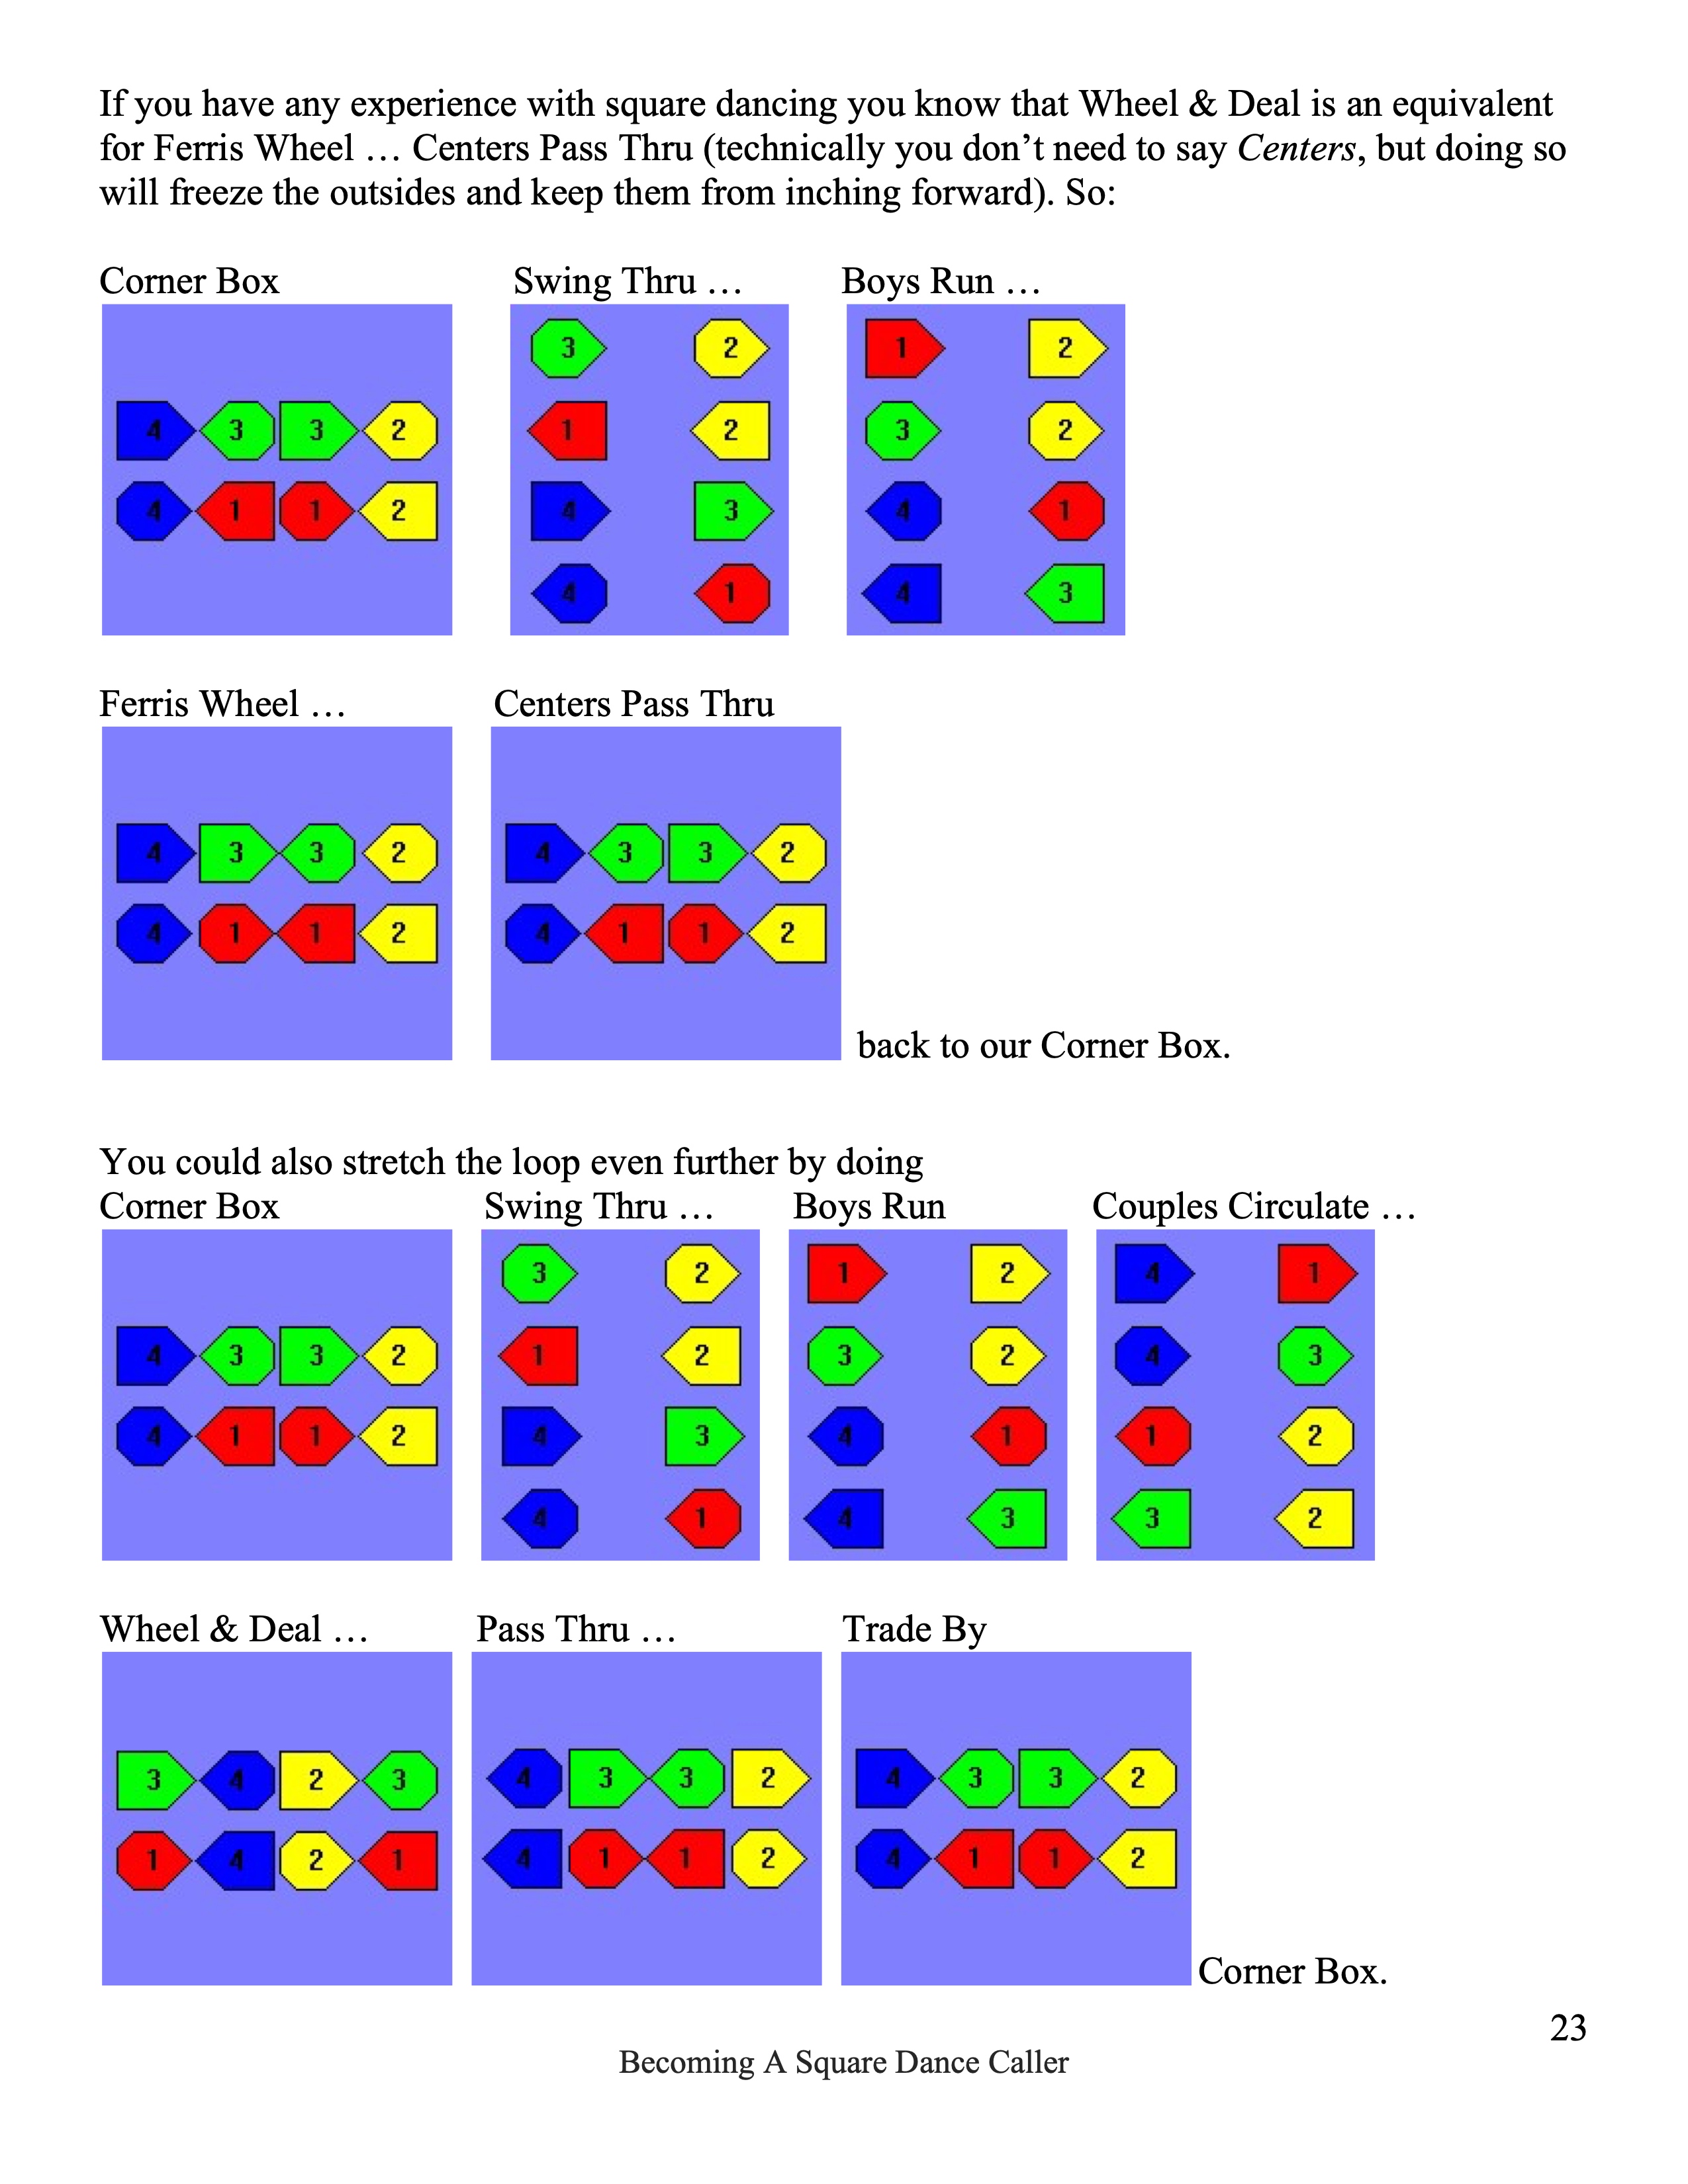 If you have any experience with square dancing you know that Wheel & Deal is an equivalent
for Ferris Wheel … Centers Pass Thru (technically you don’t need to say Centers, but doing so
will freeze the outsides and keep them from inching forward). So:
Corner Box Swing Thru … Boys Run …
3 2 1 2
4 3 3 2 1 2 3 2
4 1 1 2 4 3 4 1
4 1 4 3
Ferris Wheel … Centers Pass Thru
4 3 3 2 4 3 3 2
4 1 1 2 4 1 1 2
back to our Corner Box.
You could also stretch the loop even further by doing
Corner Box Swing Thru … Boys Run Couples Circulate …
3 2 1 2 4 1
4 3 3 2 1 2 3 2 4 3
4 1 1 2 4 3 4 1 1 2
4 1 4 3 3 2
Wheel & Deal … Pass Thru … Trade By
3 4 2 3 4 3 3 2 4 3 3 2
1 4 2 1 4 1 1 2 4 1 1 2
Corner Box.
23
Becoming A Square Dance Caller